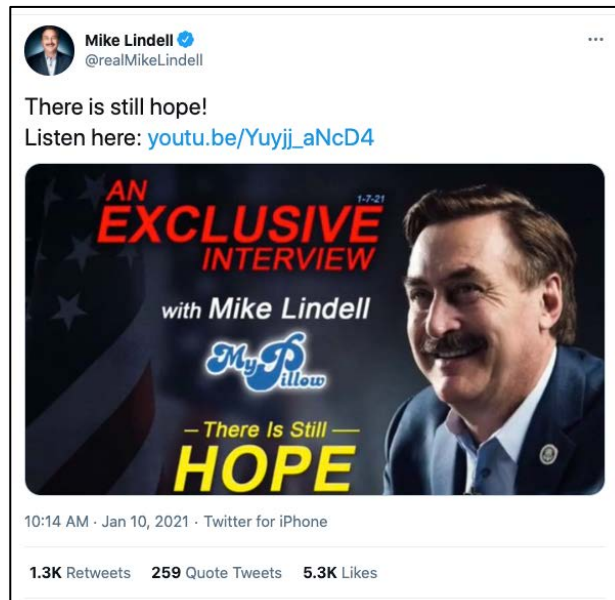 Mike Lindell
@realMikeLindell
There is still hope!
Listen here: youtu.be/Yuyjj_aNcD4
AN
1-7-21
EXCLUSIVE
INTERVIEW
with Mike Lindell
MyPillow
– There Is Still –
HOPE
10:14 AM · Jan 10, 2021 · Twitter for iPhone
1.3K Retweets 259 Quote Tweets 5.3K Likes